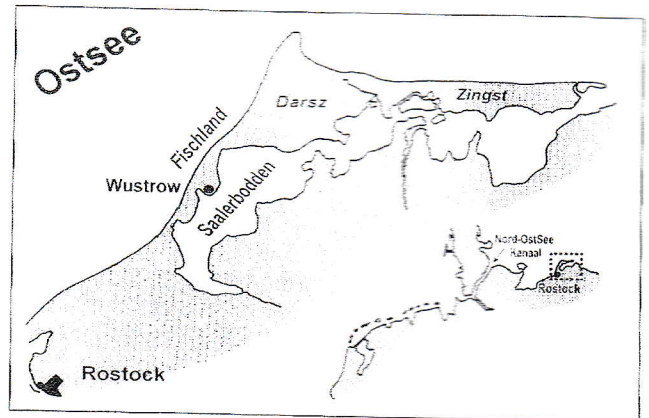 Ostsee
Darsz
Zingst
Fischland
Wustrow
Saalerbodden
Nord-OstSee
Kanaal
Rostock
Rostock